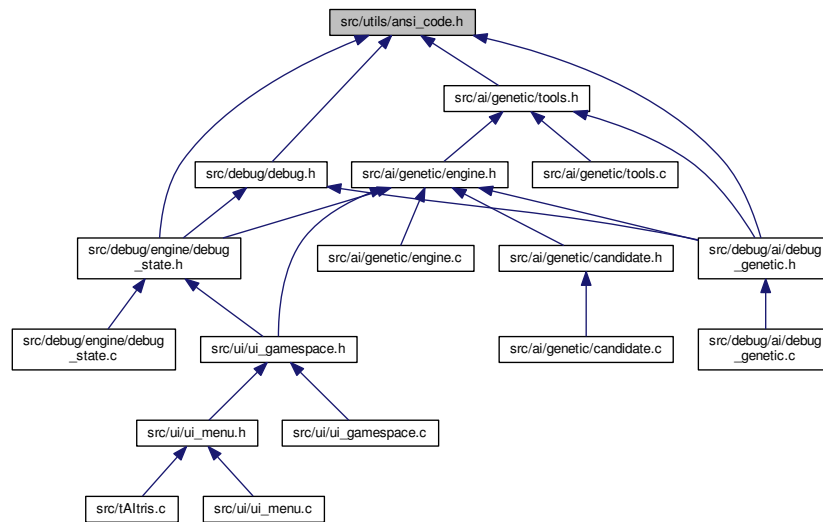 src/utils/ansi_code.h
src/ai/genetic/tools.h
src/debug/debug.h
src/ai/genetic/engine.h
src/ai/genetic/tools.c
src/debug/engine/debug
_state.h
src/ai/genetic/engine.c
src/ai/genetic/candidate.h
src/debug/ai/debug
_genetic.h
src/debug/engine/debug
_state.c
src/ui/ui_gamespace.h
src/ai/genetic/candidate.c
src/debug/ai/debug
_genetic.c
src/ui/ui_menu.h
src/ui/ui_gamespace.c
src/tAItris.c
src/ui/ui_menu.c